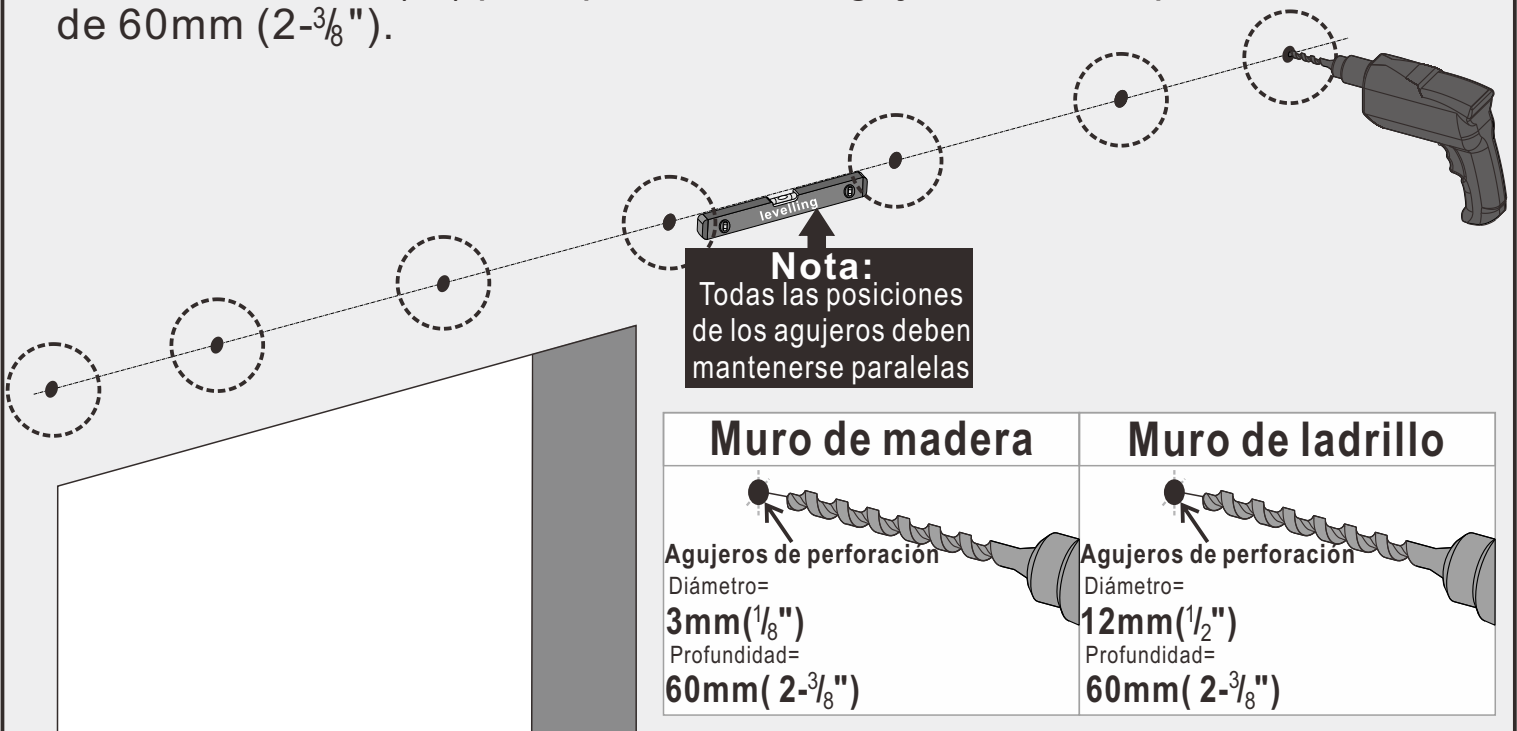 de 60mm (2-3/8").
levelling
Nota:
Todas las posiciones
de los agujeros deben
mantenerse paralelas
Muro de madera
Agujeros de perforación
Diámetro=
3mm(1/8")
Profundidad=
60mm( 2-3/8")
Muro de ladrillo
Agujeros de perforación
Diámetro=
12mm(1/2")
Profundidad=
60mm( 2-3/8")